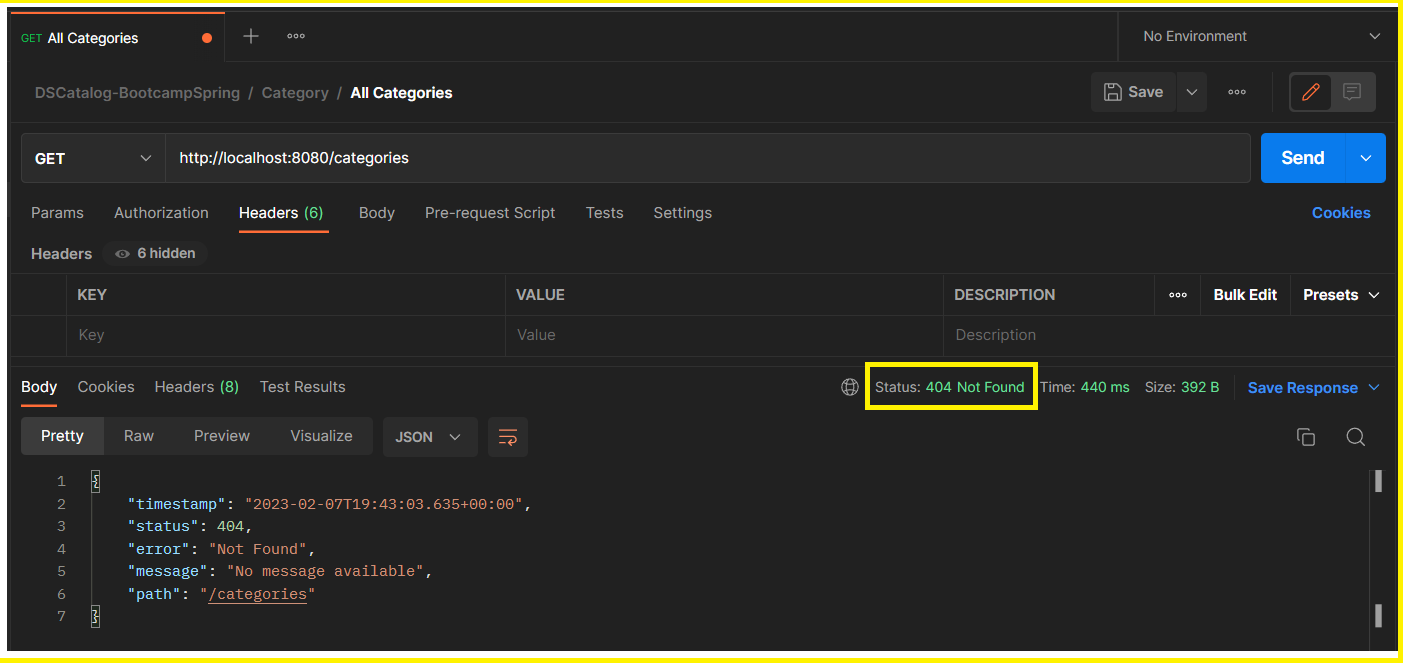 GET All Categories
No Environment
DSCatalog-BootcampSpring / Category / All Categories
Save
GET http://localhost:8080/categories Send
Params Authorization Headers (6) Body Pre-request Script Tests Settings Cookies
Headers 6 hidden
KEY VALUE DESCRIPTION Bulk Edit Presets
Key Value Description
Body Cookies Headers (8) Test Results Status: 404 Not Found Time: 440 ms Size: 392 B Save Response
Pretty Raw Preview Visualize JSON
1 {
2 "timestamp": "2023-02-07T19:43:03.635+00:00",
3 "status": 404,
4 "error": "Not Found",
5 "message": "No message available",
6 "path": "/categories"
7 }